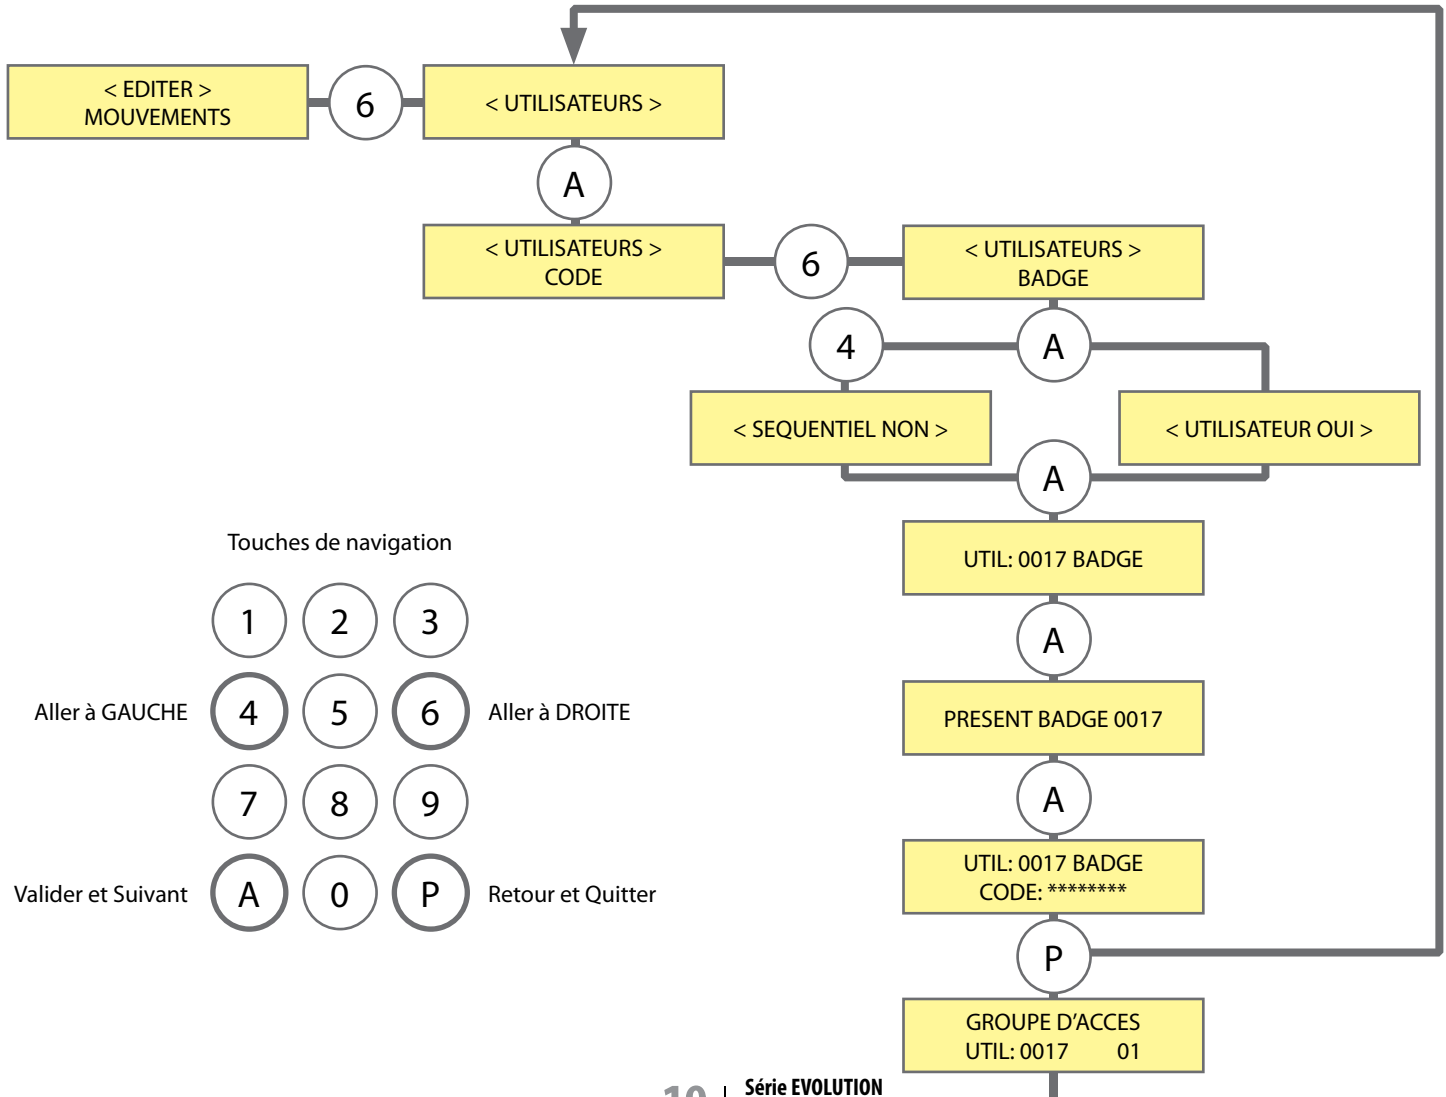 < EDITER >
MOUVEMENTS
6
< UTILISATEURS >
A
< UTILISATEURS >
CODE
6
< UTILISATEURS >
BADGE
4
A
< SEQUENTIEL NON >
< UTILISATEUR OUI >
A
UTIL: 0017 BADGE
A
PRESENT BADGE 0017
A
UTIL: 0017 BADGE
CODE: ********
P
GROUPE D’ACCES
UTIL: 0017 01
Touches de navigation
1 2 3
Aller à GAUCHE 4 5 6 Aller à DROITE
7 8 9
Valider et Suivant A 0 P Retour et Quitter
10 Série EVOLUTION